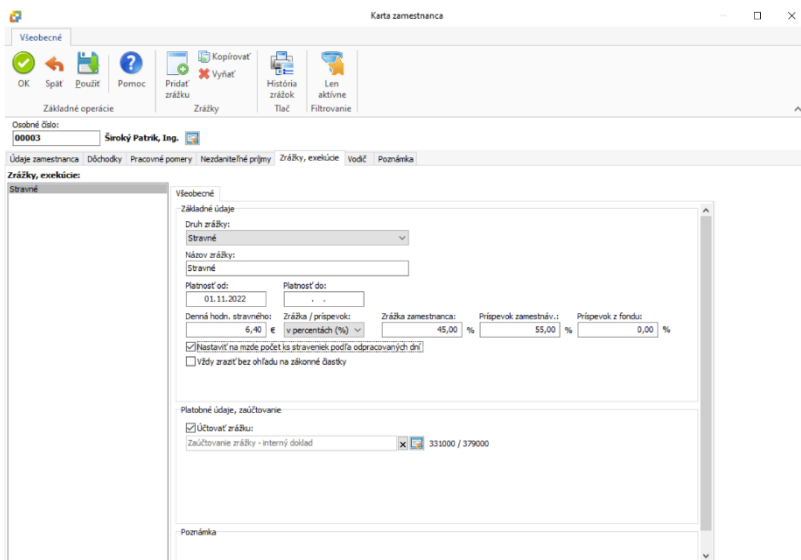 Karta zamestnanca
Všeobecné
OK Späť Použiť Pomoc Pridať zrážku Kopírovať Vyňať História zrážok Len aktívne
Základné operácie Zrážky Tlač Filtrovanie
Osobné číslo:
00003 Široký Patrik, Ing.
Údaje zamestnanca Dôchodky Pracovné pomery Nezdaniteľné príjmy Zrážky, exekúcie Vodič Poznámka
Zrážky, exekúcie:
Stravné
Všeobecné
Základné údaje
Druh zrážky:
Stravné
Názov zrážky:
Stravné
Platnosť od: Platnosť do:
01.11.2022 . .
Denná hodn. stravného: Zrážka / príspevok: Zrážka zamestnanca: Príspevok zamestnáv.: Príspevok z fondu:
6,40 € v percentách (%) 45,00 % 55,00 % 0,00 %
Nastaviť na mzde počet ks straveniek podľa odpracovaných dní
Vždy zraziť bez ohľadu na zákonné čiastky
Platobné údaje, zaúčtovanie
Účtovať zrážku:
Zaúčtovanie zrážky - interný doklad 331000 / 379000
Poznámka